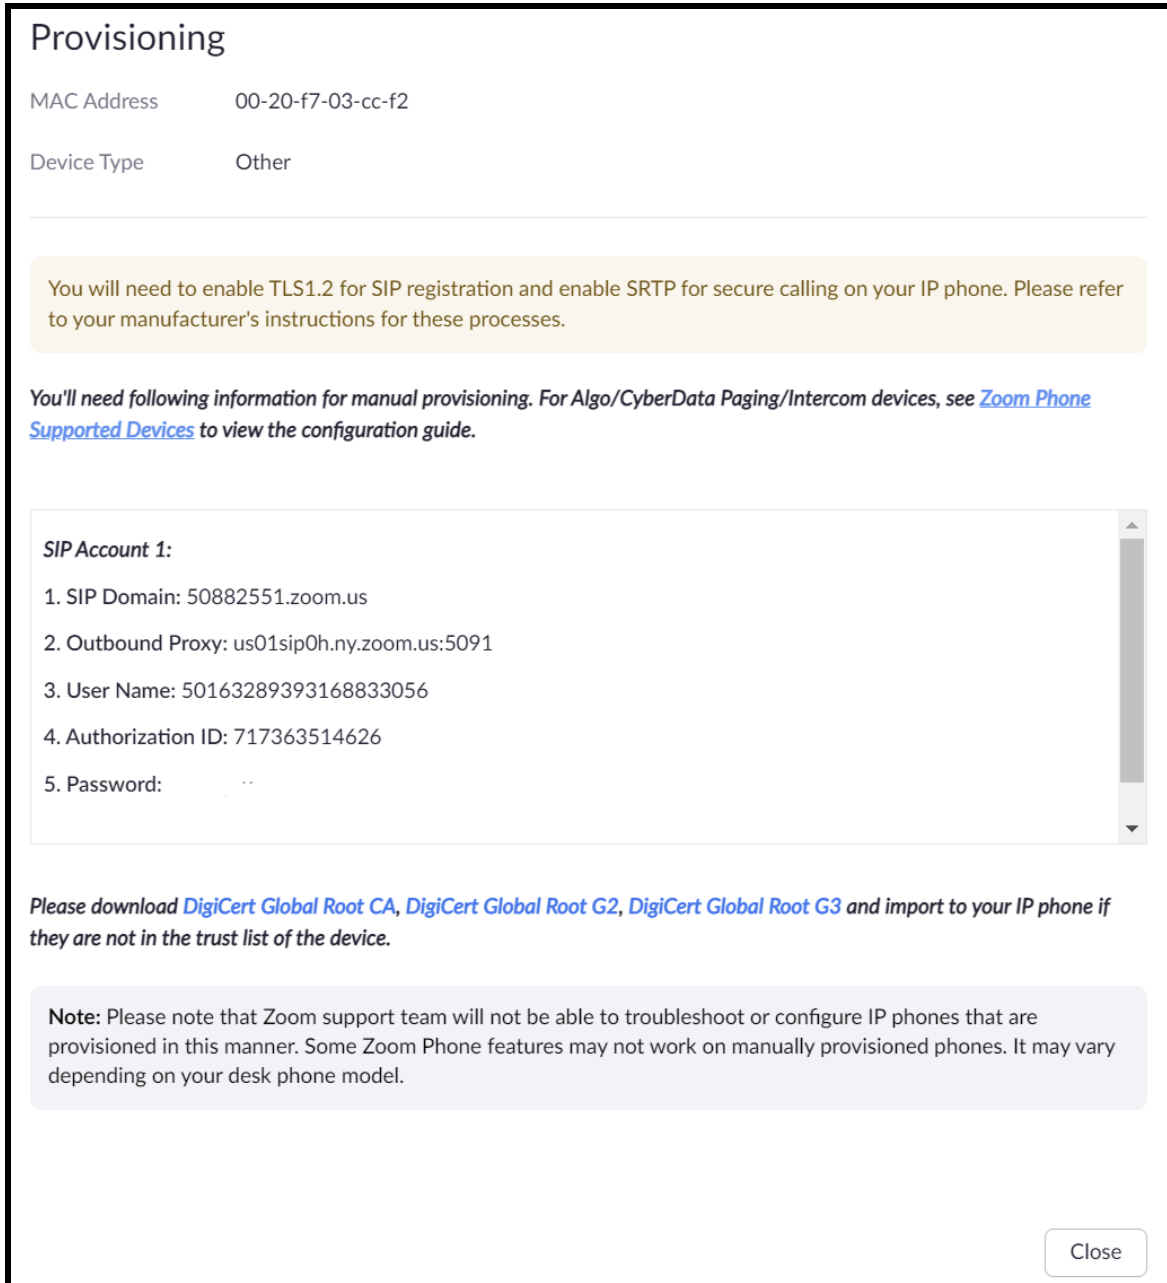 Provisioning
MAC Address 00-20-f7-03-cc-f2
Device Type Other
You will need to enable TLS1.2 for SIP registration and enable SRTP for secure calling on your IP phone. Please refer
to your manufacturer's instructions for these processes.
You'll need following information for manual provisioning. For Algo/CyberData Paging/Intercom devices, see Zoom Phone
Supported Devices to view the configuration guide.
SIP Account 1:
1. SIP Domain: 50882551.zoom.us
2. Outbound Proxy: us01sip0h.ny.zoom.us:5091
3. User Name: 50163289393168833056
4. Authorization ID: 717363514626
5. Password:
Please download DigiCert Global Root CA, DigiCert Global Root G2, DigiCert Global Root G3 and import to your IP phone if
they are not in the trust list of the device.
Note: Please note that Zoom support team will not be able to troubleshoot or configure IP phones that are
provisioned in this manner. Some Zoom Phone features may not work on manually provisioned phones. It may vary
depending on your desk phone model.
Close